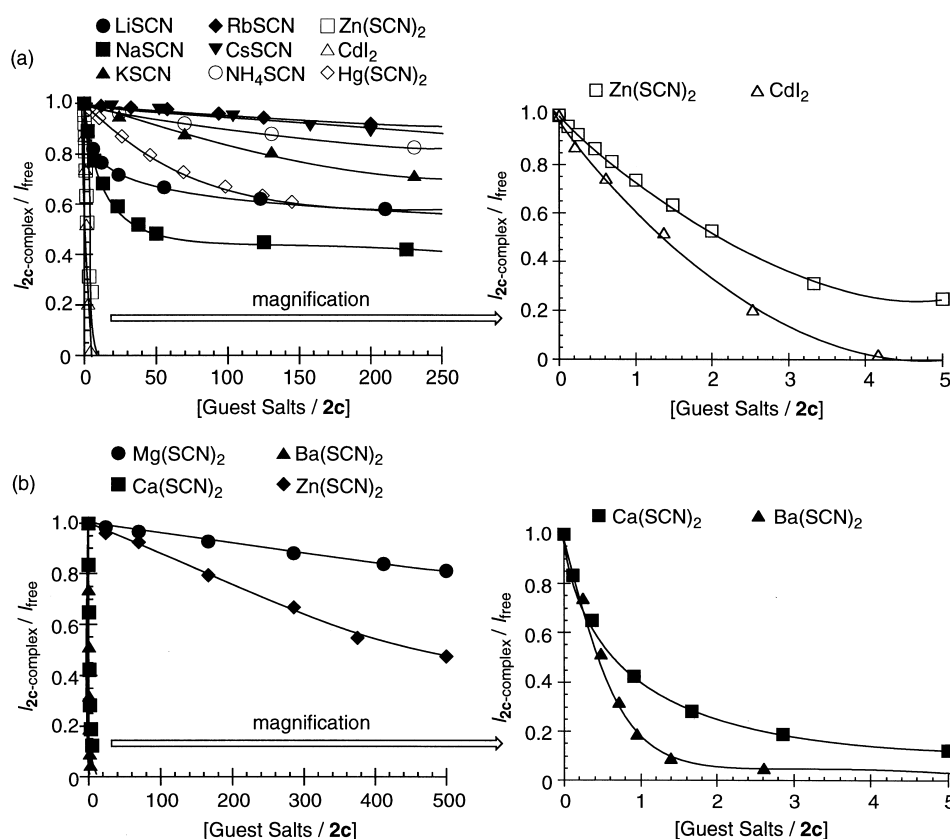 (a)
● LiSCN ◆ RbSCN □ Zn(SCN)₂
■ NaSCN ▼ CsSCN △ CdI₂
▲ KSCN ○ NH₄SCN ◇ Hg(SCN)₂
I2c-complex / Ifree
1.0
0.8
0.6
0.4
0.2
0
magnification
0 50 100 150 200 250
[Guest Salts / 2c]
□ Zn(SCN)₂ △ CdI₂
I2c-complex / Ifree
1.0
0.8
0.6
0.4
0.2
0
0 1 2 3 4 5
[Guest Salts / 2c]
(b)
● Mg(SCN)₂ ▲ Ba(SCN)₂
■ Ca(SCN)₂ ◆ Zn(SCN)₂
I2c-complex / Ifree
1.0
0.8
0.6
0.4
0.2
0
magnification
0 100 200 300 400 500
[Guest Salts / 2c]
■ Ca(SCN)₂ ▲ Ba(SCN)₂
I2c-complex / Ifree
1.0
0.8
0.6
0.4
0.2
0
0 1 2 3 4 5
[Guest Salts / 2c]